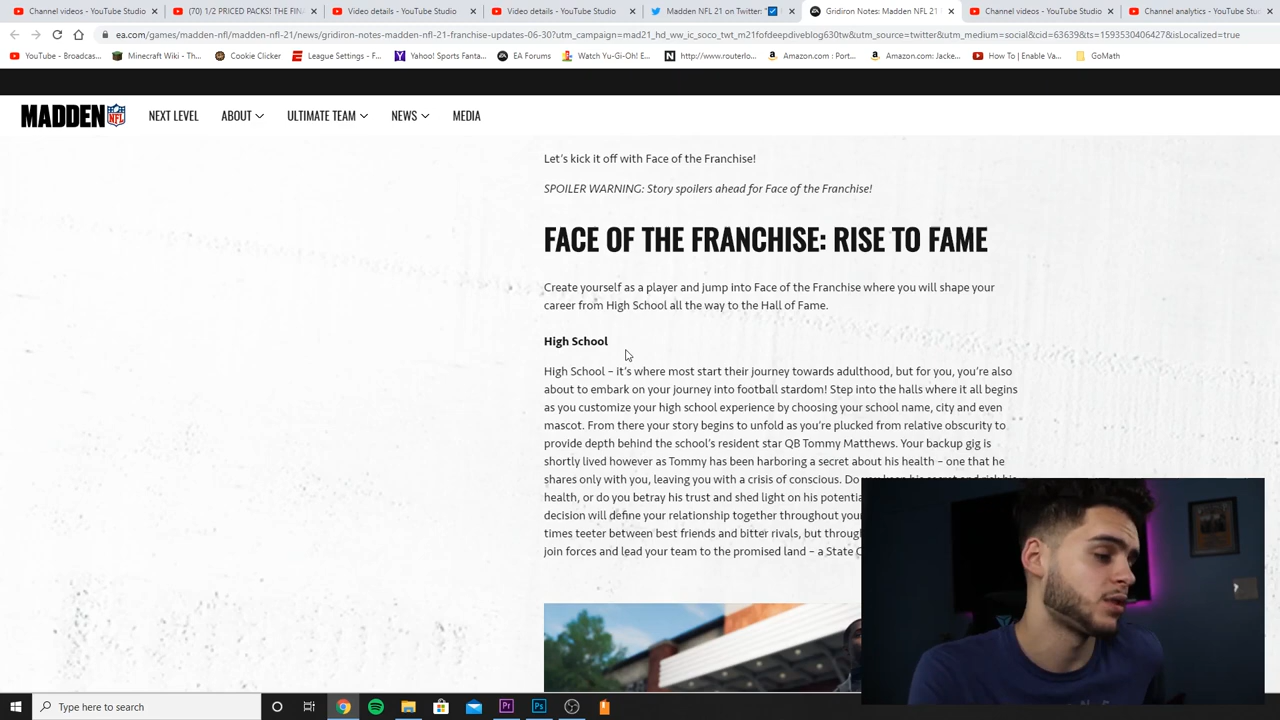 Channel videos - YouTube Studio
(70) 1/2 PRICED PACKS! THE FIN
Video details - YouTube Studio
Video details - YouTube Studio
Madden NFL 21 on Twitter: "
Gridiron Notes: Madden NFL 21
Channel videos - YouTube Studio
Channel analytics - YouTube Stu
ea.com/games/madden-nfl/madden-nfl-21/news/gridiron-notes-madden-nfl-21-franchise-updates-06-30?utm_campaign=mad21_hd_ww_ic_soco_twt_m21fofdeepdiveblog630tw&utm_source=twitter&utm_medium=social&cid=63639&ts=1593530406427&isLocalized=true
YouTube - Broadcas...
Minecraft Wiki - Th...
Cookie Clicker
League Settings - F...
Yahoo! Sports Fanta...
EA Forums
Watch Yu-Gi-Oh! E...
http://www.routerlo...
Amazon.com : Port...
Amazon.com: Jacke...
How To | Enable Va...
GoMath
MADDEN NFL
NEXT LEVEL
ABOUT
ULTIMATE TEAM
NEWS
MEDIA
Let's kick it off with Face of the Franchise!
SPOILER WARNING: Story spoilers ahead for Face of the Franchise!
FACE OF THE FRANCHISE: RISE TO FAME
Create yourself as a player and jump into Face of the Franchise where you will shape your
career from High School all the way to the Hall of Fame.
High School
High School – it's where most start their journey towards adulthood, but for you, you're also
about to embark on your journey into football stardom! Step into the halls where it all begins
as you customize your high school experience by choosing your school name, city and even
mascot. From there your story begins to unfold as you're plucked from relative obscurity to
provide depth behind the school's resident star QB Tommy Matthews. Your backup gig is
shortly lived however as Tommy has been harboring a secret about his health – one that he
shares only with you, leaving you with a crisis of conscious. Do you keep his secret and risk his
health, or do you betray his trust and shed light on his potentia
decision will define your relationship together throughout your
times teeter between best friends and bitter rivals, but through
join forces and lead your team to the promised land – a State C
Type here to search